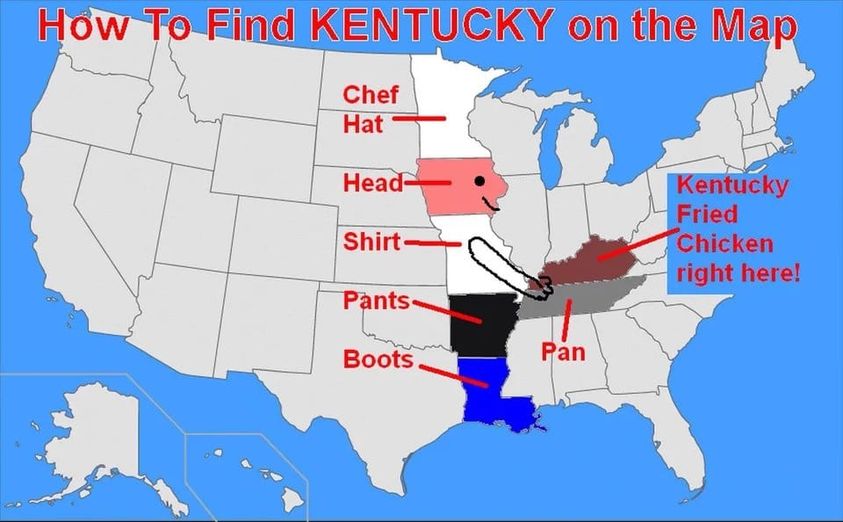 How To Find KENTUCKY on the Map
Chef
Hat
Head
Shirt
Pants
Boots
Pan
Kentucky
Fried
Chicken
right here!